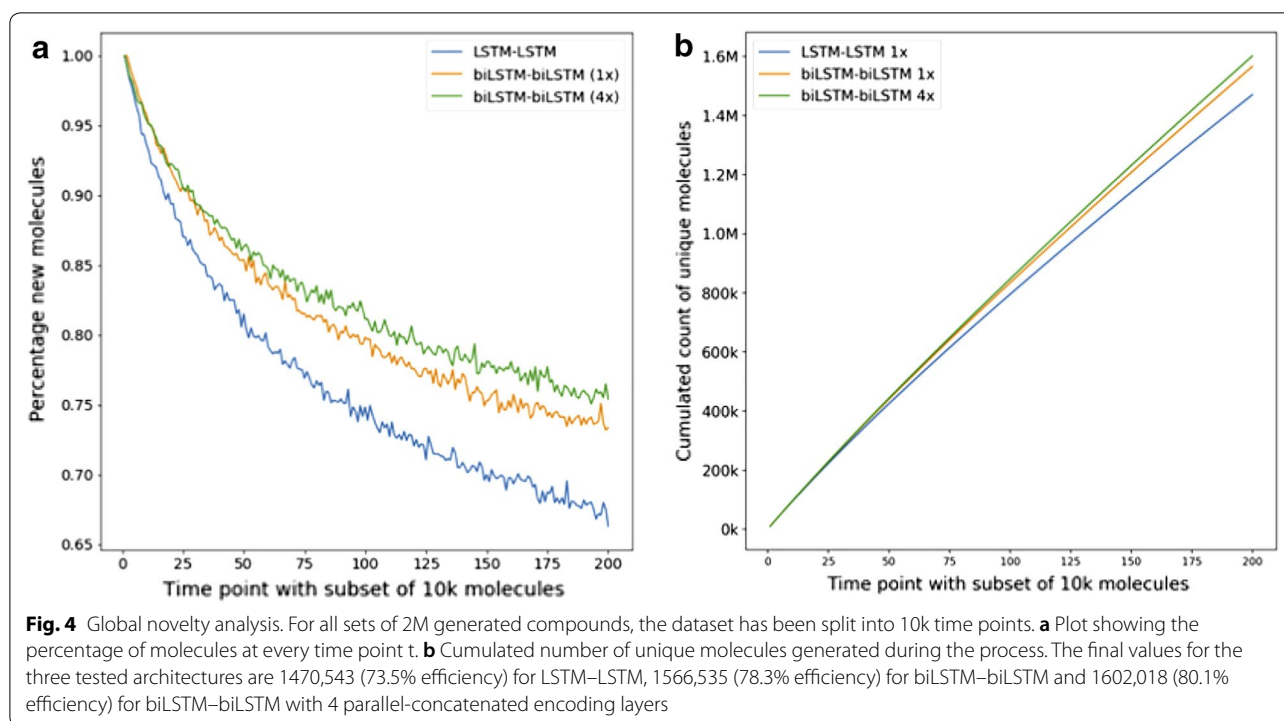 a
1.00
0.95
0.90
0.85
0.80
0.75
0.70
0.65
Percentage new molecules
LSTM-LSTM
biLSTM-biLSTM (1x)
biLSTM-biLSTM (4x)
0 25 50 75 100 125 150 175 200
Time point with subset of 10k molecules
b
1.6M
1.4M
1.2M
1.0M
800k
600k
400k
200k
0k
Cumulated count of unique molecules
LSTM-LSTM 1x
biLSTM-biLSTM 1x
biLSTM-biLSTM 4x
0 25 50 75 100 125 150 175 200
Time point with subset of 10k molecules
Fig. 4 Global novelty analysis. For all sets of 2M generated compounds, the dataset has been split into 10k time points. a Plot showing the
percentage of molecules at every time point t. b Cumulated number of unique molecules generated during the process. The final values for the
three tested architectures are 1470,543 (73.5% efficiency) for LSTM–LSTM, 1566,535 (78.3% efficiency) for biLSTM–biLSTM and 1602,018 (80.1%
efficiency) for biLSTM–biLSTM with 4 parallel-concatenated encoding layers